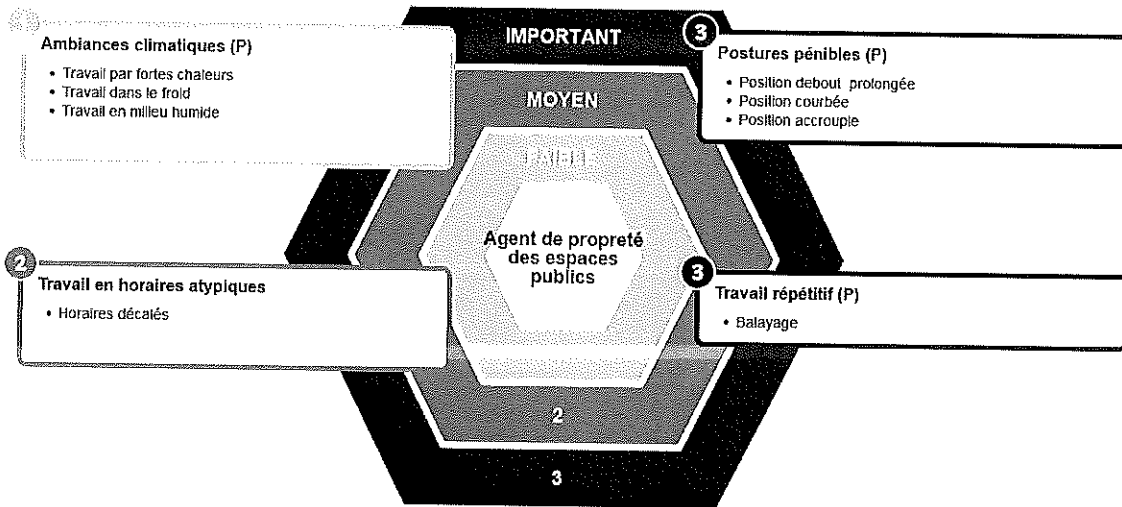 Ambiances climatiques (P)
• Travail par fortes chaleurs
• Travail dans le froid
• Travail en milieu humide
IMPORTANT
MOYEN
FAIBLE
3
Postures pénibles (P)
• Position debout prolongée
• Position courbée
• Position accroupie
Agent de propreté
des espaces
publics
2
Travail en horaires atypiques
• Horaires décalés
3
Travail répétitif (P)
• Balayage
2
3